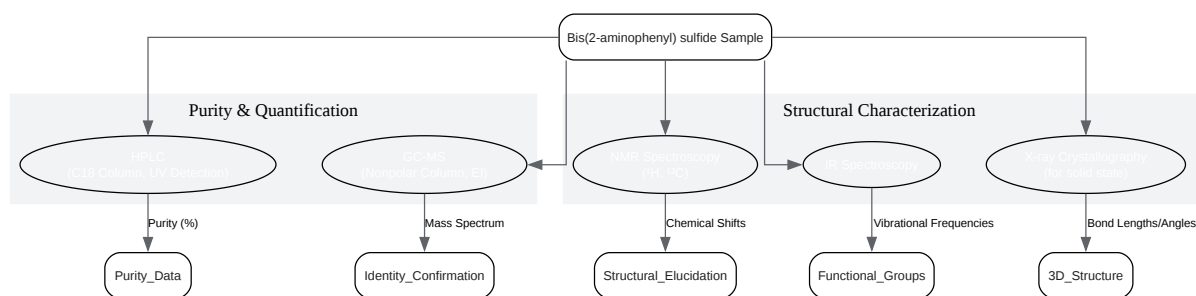 Bis(2-aminophenyl) sulfide Sample
Purity & Quantification
Structural Characterization
HPLC
(C18 Column, UV Detection)
GC-MS
(Nonpolar Column, EI)
NMR Spectroscopy
(¹H, ¹³C)
IR Spectroscopy
X-ray Crystallography
(for solid state)
Purity (%)
Mass Spectrum
Chemical Shifts
Vibrational Frequencies
Bond Lengths/Angles
Purity_Data
Identity_Confirmation
Structural_Elucidation
Functional_Groups
3D_Structure